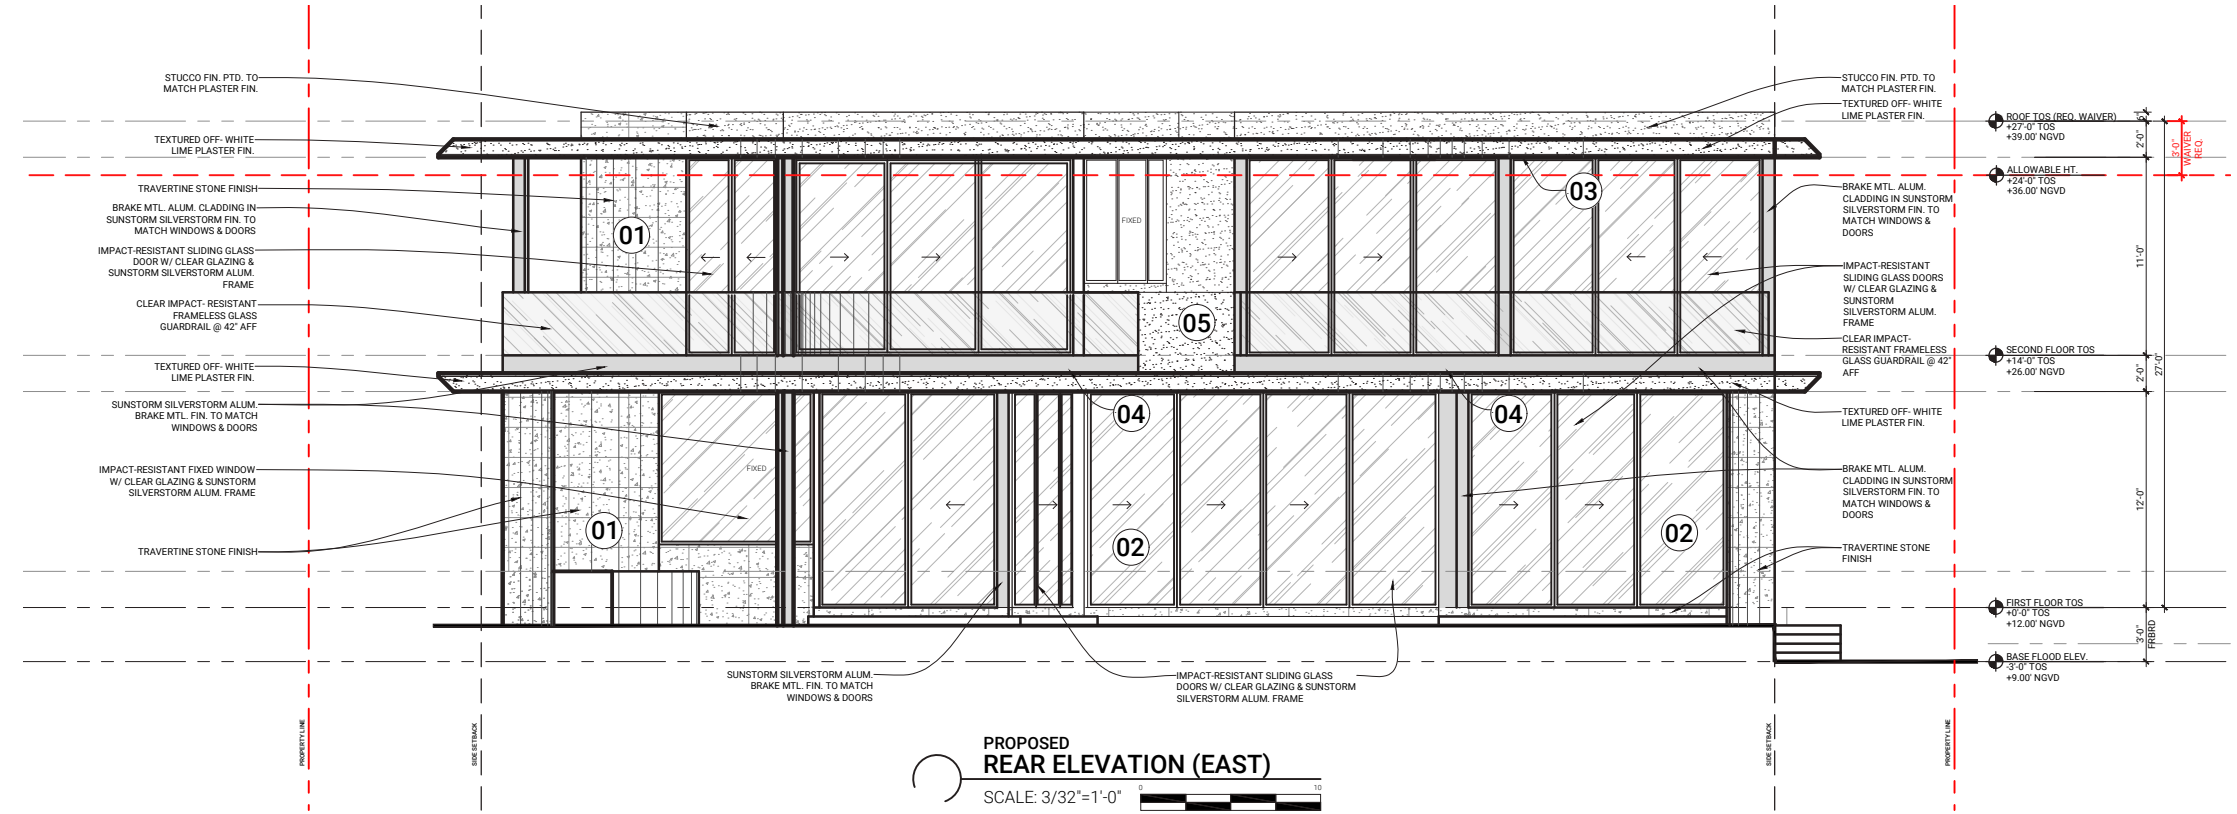 STUCCO FIN. PTD. TO
MATCH PLASTER FIN.
TEXTURED OFF- WHITE
LIME PLASTER FIN.
TRAVERTINE STONE FINISH
BRAKE MTL. ALUM. CLADDING IN
SUNSTORM SILVERSTORM FIN. TO
MATCH WINDOWS & DOORS
IMPACT-RESISTANT SLIDING GLASS
DOOR W/ CLEAR GLAZING &
SUNSTORM SILVERSTORM ALUM.
FRAME
CLEAR IMPACT- RESISTANT
FRAMELESS GLASS
GUARDRAIL @ 42" AFF
TEXTURED OFF- WHITE
LIME PLASTER FIN.
SUNSTORM SILVERSTORM ALUM.
BRAKE MTL. FIN. TO MATCH
WINDOWS & DOORS
IMPACT-RESISTANT FIXED WINDOW
W/ CLEAR GLAZING & SUNSTORM
SILVERSTORM ALUM. FRAME
TRAVERTINE STONE FINISH
PROPERTY LINE
SIDE SETBACK
01
FIXED
03
05
04
04
FIXED
01
02
02
SUNSTORM SILVERSTORM ALUM.
BRAKE MTL. FIN. TO MATCH
WINDOWS & DOORS
IMPACT-RESISTANT SLIDING GLASS
DOORS W/ CLEAR GLAZING & SUNSTORM
SILVERSTORM ALUM. FRAME
STUCCO FIN. PTD. TO
MATCH PLASTER FIN.
TEXTURED OFF- WHITE
LIME PLASTER FIN.
BRAKE MTL. ALUM.
CLADDING IN SUNSTORM
SILVERSTORM FIN. TO
MATCH WINDOWS &
DOORS
IMPACT-RESISTANT
SLIDING GLASS DOORS
W/ CLEAR GLAZING &
SUNSTORM
SILVERSTORM ALUM.
FRAME
CLEAR IMPACT-
RESISTANT FRAMELESS
GLASS GUARDRAIL @ 42"
AFF
TEXTURED OFF- WHITE
LIME PLASTER FIN.
BRAKE MTL. ALUM.
CLADDING IN SUNSTORM
SILVERSTORM FIN. TO
MATCH WINDOWS &
DOORS
TRAVERTINE STONE
FINISH
SIDE SETBACK
PROPERTY LINE
ROOF TOS (REQ. WAIVER)
+27'-0" TOS
+39.00' NGVD
ALLOWABLE HT.
+24'-0" TOS
+36.00' NGVD
SECOND FLOOR TOS
+14'-0" TOS
+26.00' NGVD
FIRST FLOOR TOS
+0'-0" TOS
+12.00' NGVD
BASE FLOOD ELEV.
-3'-0" TOS
+9.00' NGVD
2'-0"
11'-0"
2'-0"
12'-0"
3'-0"
FRBRD
27'-0"
3'-0"
WAIVER
REQ.
PROPOSED
REAR ELEVATION (EAST)
SCALE: 3/32"=1'-0"
0
10